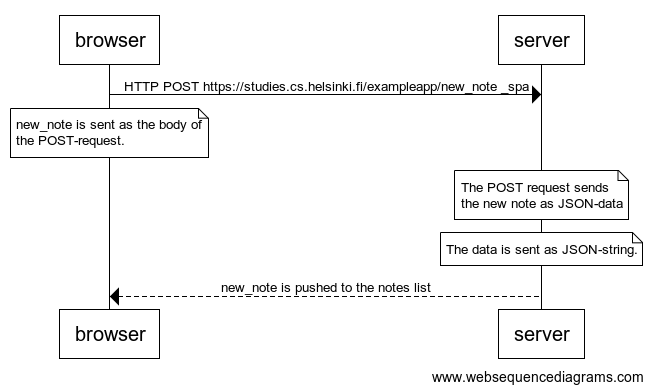 browser
server
HTTP POST https://studies.cs.helsinki.fi/exampleapp/new_note _spa
new_note is sent as the body of
the POST-request.
The POST request sends
the new note as JSON-data
The data is sent as JSON-string.
new_note is pushed to the notes list
browser
server
www.websequencediagrams.com